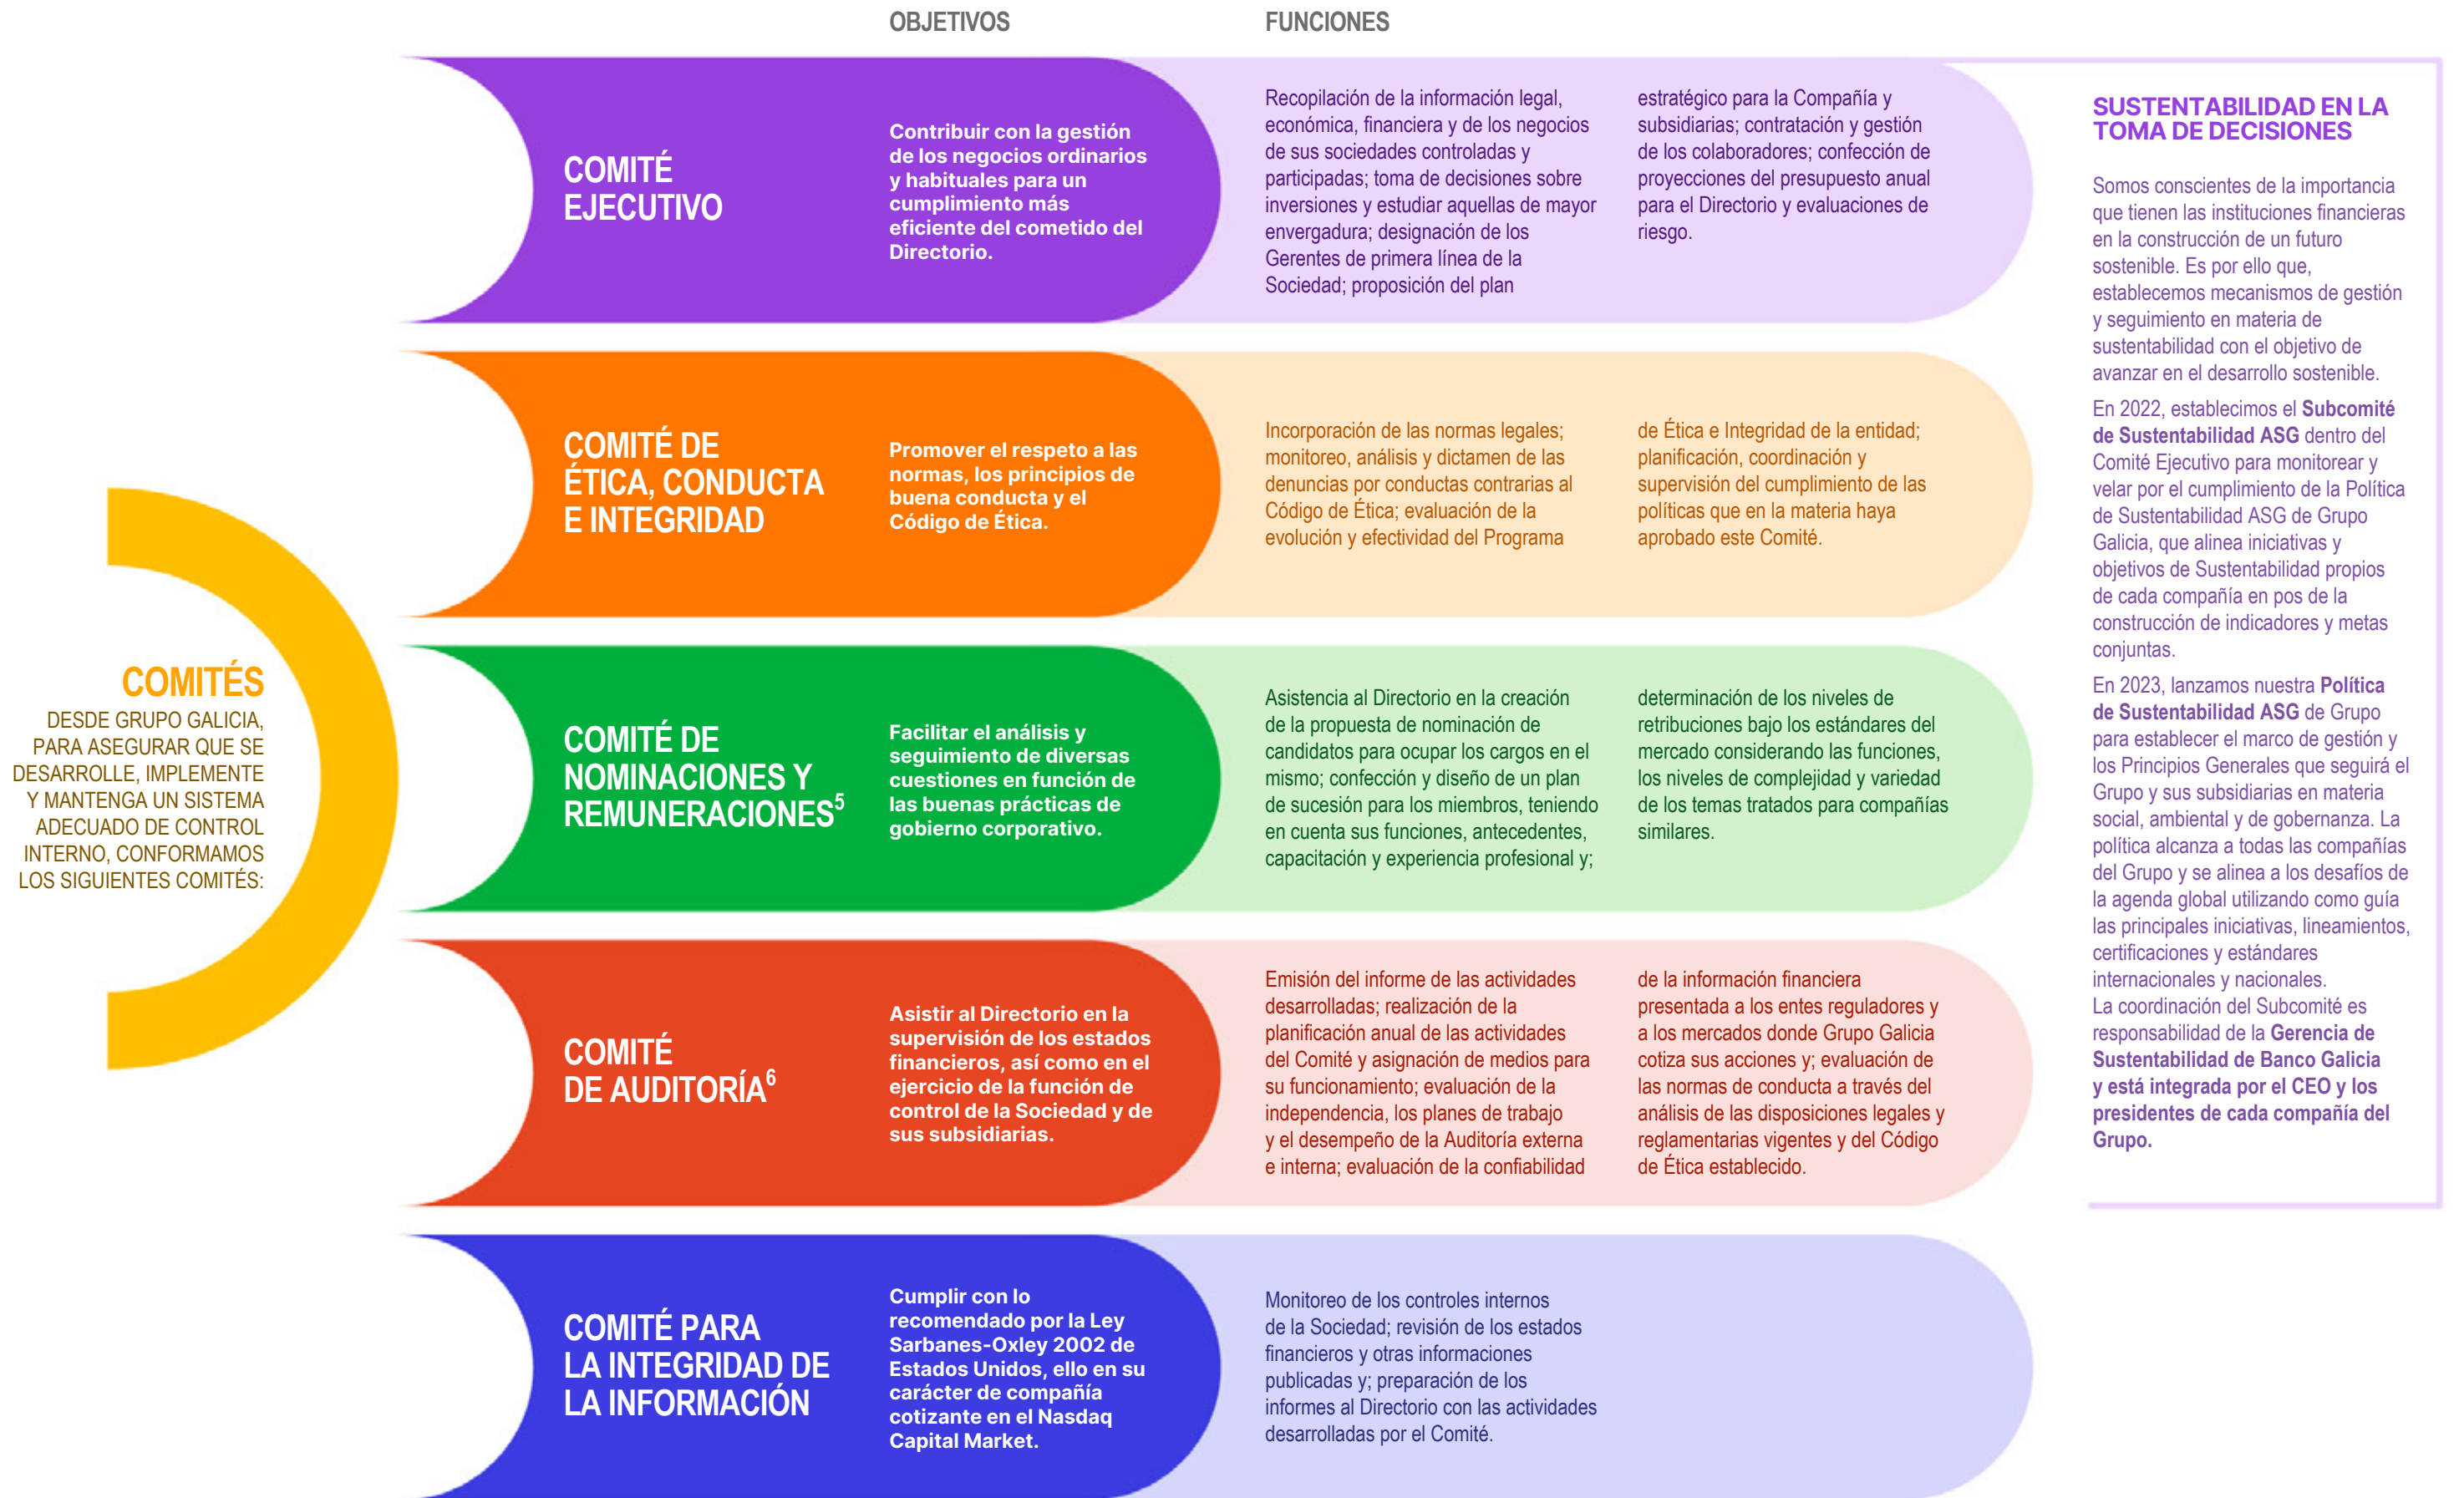 OBJETIVOS
FUNCIONES
COMITÉS
DESDE GRUPO GALICIA,
PARA ASEGURAR QUE SE
DESARROLLE, IMPLEMENTE
Y MANTENGA UN SISTEMA
ADECUADO DE CONTROL
INTERNO, CONFORMAMOS
LOS SIGUIENTES COMITÉS:
COMITÉ
EJECUTIVO
Contribuir con la gestión
de los negocios ordinarios
y habituales para un
cumplimiento más
eficiente del cometido del
Directorio.
Recopilación de la información legal,
económica, financiera y de los negocios
de sus sociedades controladas y
participadas; toma de decisiones sobre
inversiones y estudiar aquellas de mayor
envergadura; designación de los
Gerentes de primera línea de la
Sociedad; proposición del plan
estratégico para la Compañía y
subsidiarias; contratación y gestión
de los colaboradores; confección de
proyecciones del presupuesto anual
para el Directorio y evaluaciones de
riesgo.
COMITÉ DE
ÉTICA, CONDUCTA
E INTEGRIDAD
Promover el respeto a las
normas, los principios de
buena conducta y el
Código de Ética.
Incorporación de las normas legales;
monitoreo, análisis y dictamen de las
denuncias por conductas contrarias al
Código de Ética; evaluación de la
evolución y efectividad del Programa
de Ética e Integridad de la entidad;
planificación, coordinación y
supervisión del cumplimiento de las
políticas que en la materia haya
aprobado este Comité.
COMITÉ DE
NOMINACIONES Y
REMUNERACIONES⁵
Facilitar el análisis y
seguimiento de diversas
cuestiones en función de
las buenas prácticas de
gobierno corporativo.
Asistencia al Directorio en la creación
de la propuesta de nominación de
candidatos para ocupar los cargos en el
mismo; confección y diseño de un plan
de sucesión para los miembros, teniendo
en cuenta sus funciones, antecedentes,
capacitación y experiencia profesional y;
determinación de los niveles de
retribuciones bajo los estándares del
mercado considerando las funciones,
los niveles de complejidad y variedad
de los temas tratados para compañías
similares.
COMITÉ
DE AUDITORÍA⁶
Asistir al Directorio en la
supervisión de los estados
financieros, así como en el
ejercicio de la función de
control de la Sociedad y de
sus subsidiarias.
Emisión del informe de las actividades
desarrolladas; realización de la
planificación anual de las actividades
del Comité y asignación de medios para
su funcionamiento; evaluación de la
independencia, los planes de trabajo
y el desempeño de la Auditoría externa
e interna; evaluación de la confiabilidad
de la información financiera
presentada a los entes reguladores y
a los mercados donde Grupo Galicia
cotiza sus acciones y; evaluación de
las normas de conducta a través del
análisis de las disposiciones legales y
reglamentarias vigentes y del Código
de Ética establecido.
COMITÉ PARA
LA INTEGRIDAD DE
LA INFORMACIÓN
Cumplir con lo
recomendado por la Ley
Sarbanes-Oxley 2002 de
Estados Unidos, ello en su
carácter de compañía
cotizante en el Nasdaq
Capital Market.
Monitoreo de los controles internos
de la Sociedad; revisión de los estados
financieros y otras informaciones
publicadas y; preparación de los
informes al Directorio con las actividades
desarrolladas por el Comité.
SUSTENTABILIDAD EN LA
TOMA DE DECISIONES
Somos conscientes de la importancia
que tienen las instituciones financieras
en la construcción de un futuro
sostenible. Es por ello que,
establecemos mecanismos de gestión
y seguimiento en materia de
sustentabilidad con el objetivo de
avanzar en el desarrollo sostenible.
En 2022, establecimos el Subcomité
de Sustentabilidad ASG dentro del
Comité Ejecutivo para monitorear y
velar por el cumplimiento de la Política
de Sustentabilidad ASG de Grupo
Galicia, que alinea iniciativas y
objetivos de Sustentabilidad propios
de cada compañía en pos de la
construcción de indicadores y metas
conjuntas.
En 2023, lanzamos nuestra Política
de Sustentabilidad ASG de Grupo
para establecer el marco de gestión y
los Principios Generales que seguirá el
Grupo y sus subsidiarias en materia
social, ambiental y de gobernanza. La
política alcanza a todas las compañías
del Grupo y se alinea a los desafíos de
la agenda global utilizando como guía
las principales iniciativas, lineamientos,
certificaciones y estándares
internacionales y nacionales.
La coordinación del Subcomité es
responsabilidad de la Gerencia de
Sustentabilidad de Banco Galicia
y está integrada por el CEO y los
presidentes de cada compañía del
Grupo.